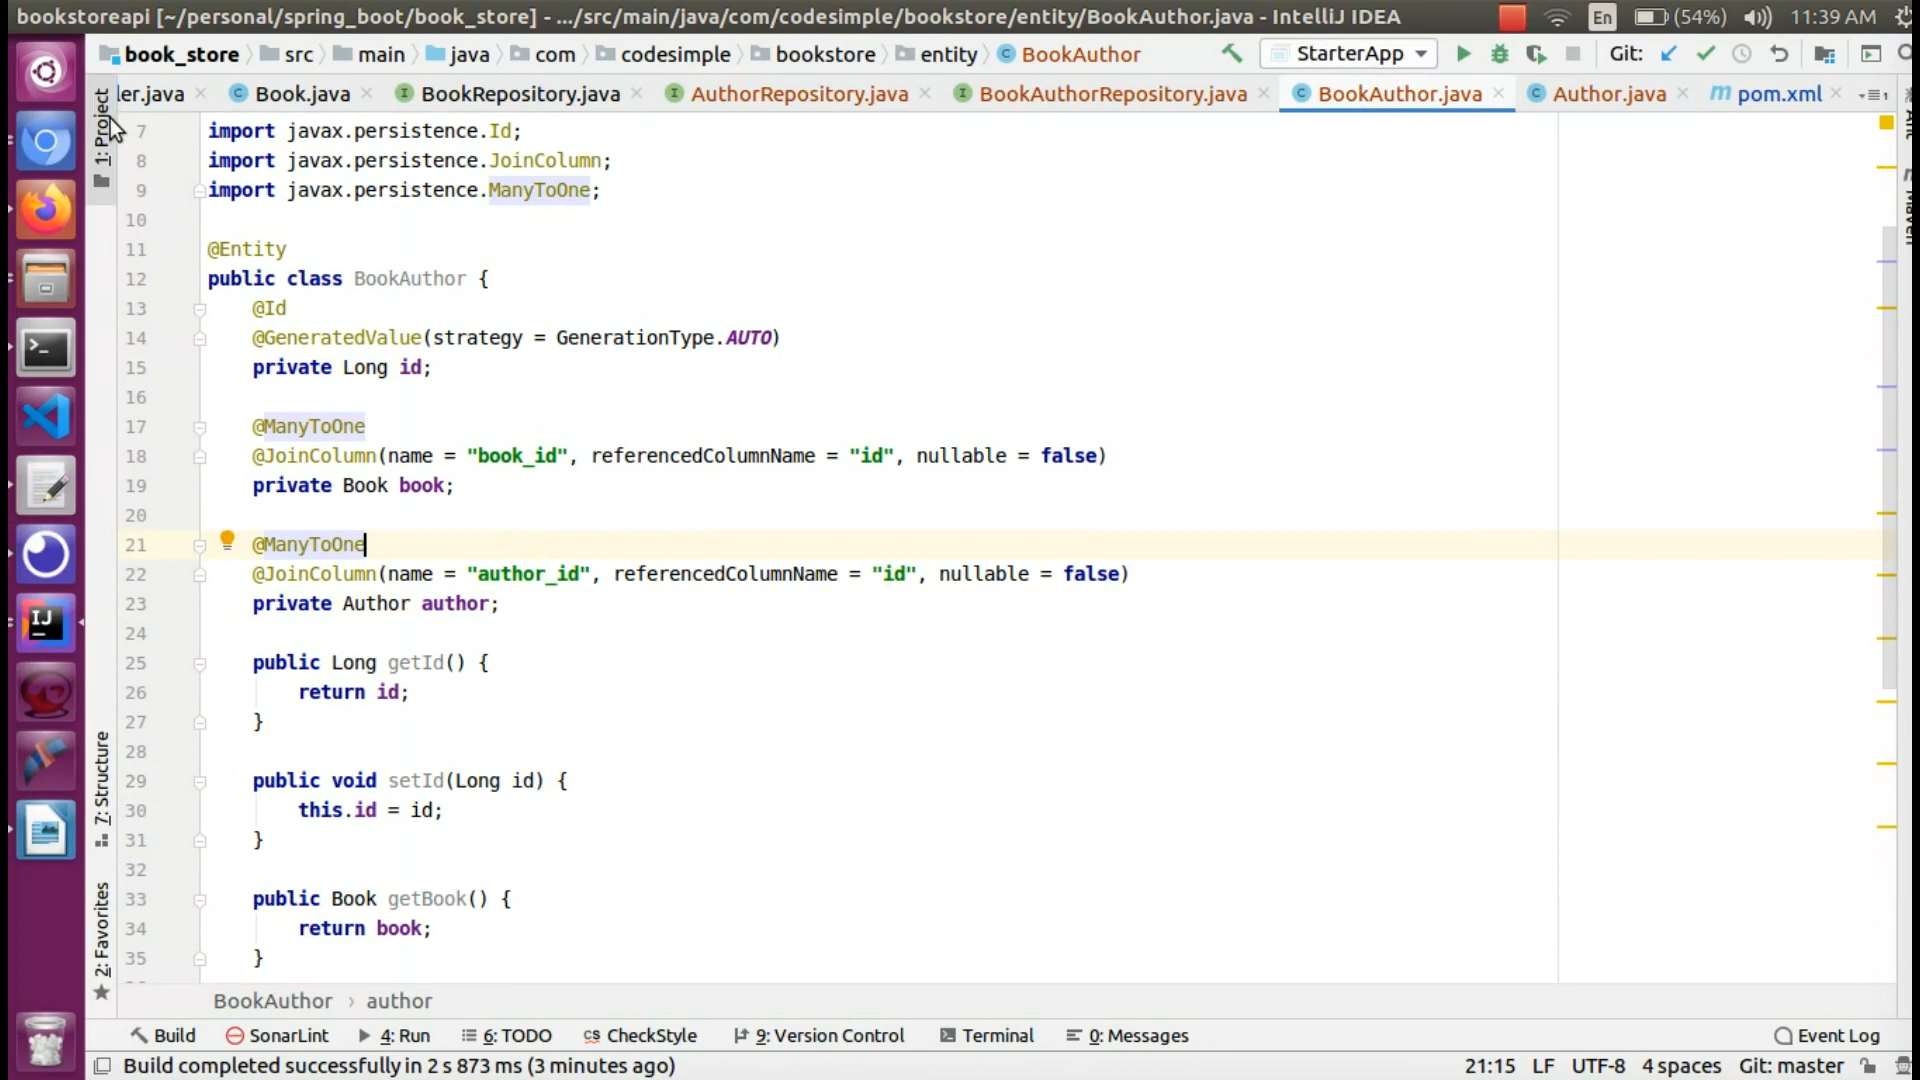 bookstoreapi [~/personal/spring_boot/book_store] - .../src/main/java/com/codesimple/bookstore/entity/BookAuthor.java - IntelliJ IDEA
En (54%) 11:39 AM
book_store src main java com codesimple bookstore entity BookAuthor StarterApp Git:
ler.java Book.java BookRepository.java AuthorRepository.java BookAuthorRepository.java BookAuthor.java Author.java pom.xml
1: Project
7: Structure
2: Favorites
Maven
7 import javax.persistence.Id;
8 import javax.persistence.JoinColumn;
9 import javax.persistence.ManyToOne;
10
11 @Entity
12 public class BookAuthor {
13 @Id
14 @GeneratedValue(strategy = GenerationType.AUTO)
15 private Long id;
16
17 @ManyToOne
18 @JoinColumn(name = "book_id", referencedColumnName = "id", nullable = false)
19 private Book book;
20
21 @ManyToOne
22 @JoinColumn(name = "author_id", referencedColumnName = "id", nullable = false)
23 private Author author;
24
25 public Long getId() {
26 return id;
27 }
28
29 public void setId(Long id) {
30 this.id = id;
31 }
32
33 public Book getBook() {
34 return book;
35 }
BookAuthor › author
Build SonarLint 4: Run 6: TODO CheckStyle 9: Version Control Terminal 0: Messages Event Log
Build completed successfully in 2 s 873 ms (3 minutes ago) 21:15 LF UTF-8 4 spaces Git: master